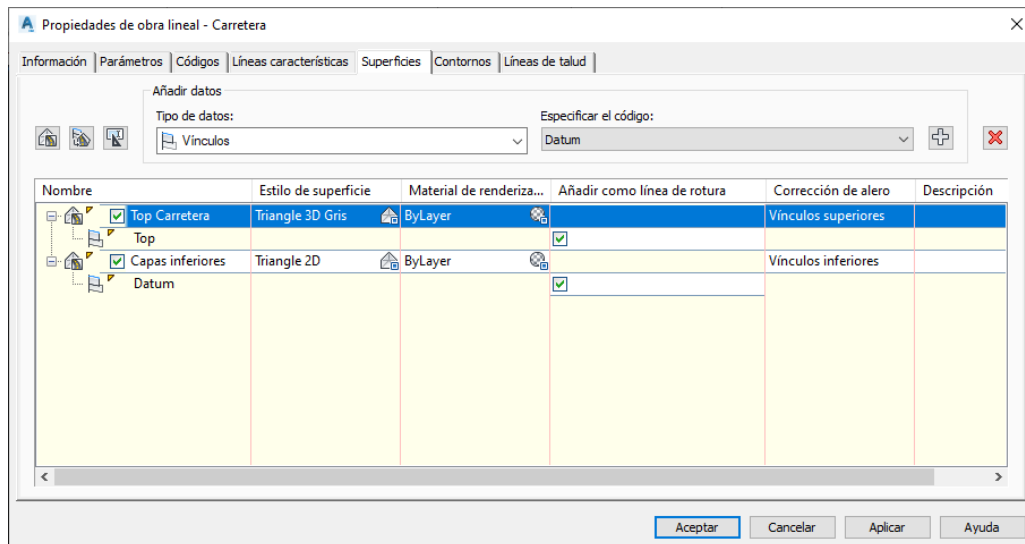 Propiedades de obra lineal - Carretera
Información Parámetros Códigos Líneas características Superficies Contornos Líneas de talud
Añadir datos
Tipo de datos: Especificar el código:
Vínculos Datum
Nombre Estilo de superficie Material de renderiza... Añadir como línea de rotura Corrección de alero Descripción
Top Carretera Triangle 3D Gris ByLayer Vínculos superiores
Top
Capas inferiores Triangle 2D ByLayer Vínculos inferiores
Datum
Aceptar Cancelar Aplicar Ayuda